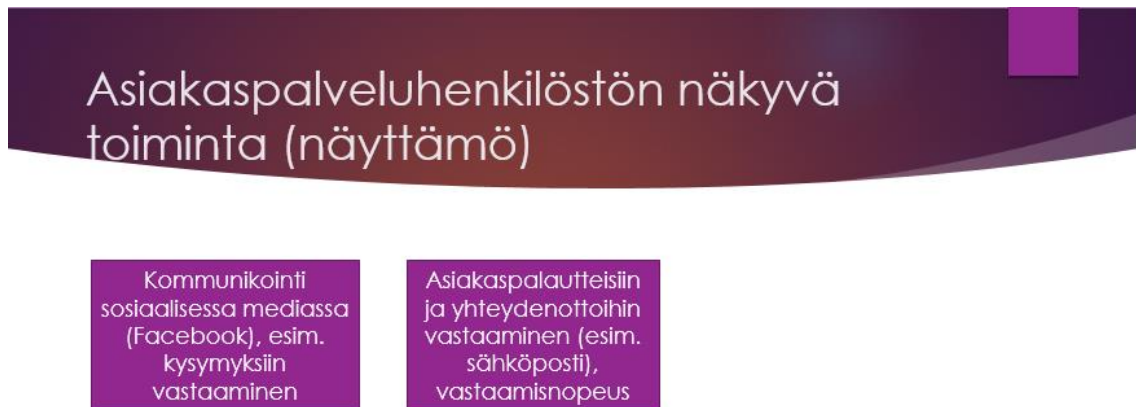 Asiakaspalveluhenkilöstön näkyvä
toiminta (näyttämö)
Kommunikointi
sosiaalisessa mediassa
(Facebook), esim.
kysymyksiin
vastaaminen
Asiakaspalautteisiin
ja yhteydenottoihin
vastaaminen (esim.
sähköposti),
vastaamisnopeus